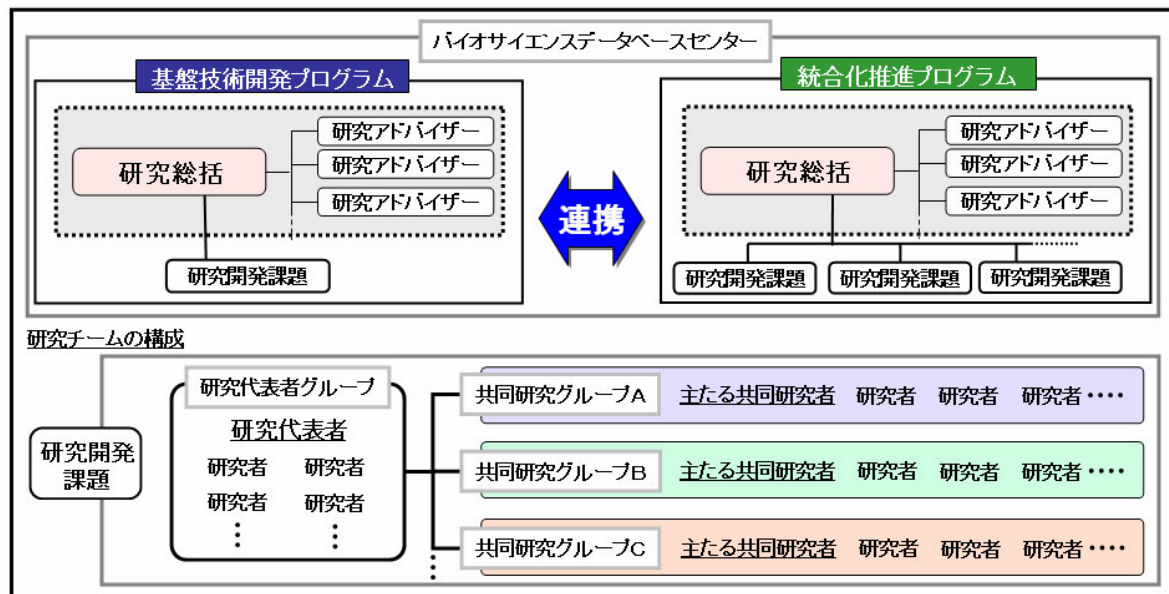 バイオサイエンスデータベースセンター
基盤技術開発プログラム
研究総括
研究アドバイザー
研究アドバイザー
研究アドバイザー
研究開発課題
連携
統合化推進プログラム
研究総括
研究アドバイザー
研究アドバイザー
研究アドバイザー
研究開発課題
研究開発課題
研究開発課題
研究チームの構成
研究開発
課題
研究代表者グループ
研究代表者
研究者 研究者
研究者 研究者
共同研究グループA 主たる共同研究者 研究者 研究者 研究者‥‥
共同研究グループB 主たる共同研究者 研究者 研究者 研究者‥‥
共同研究グループC 主たる共同研究者 研究者 研究者 研究者‥‥